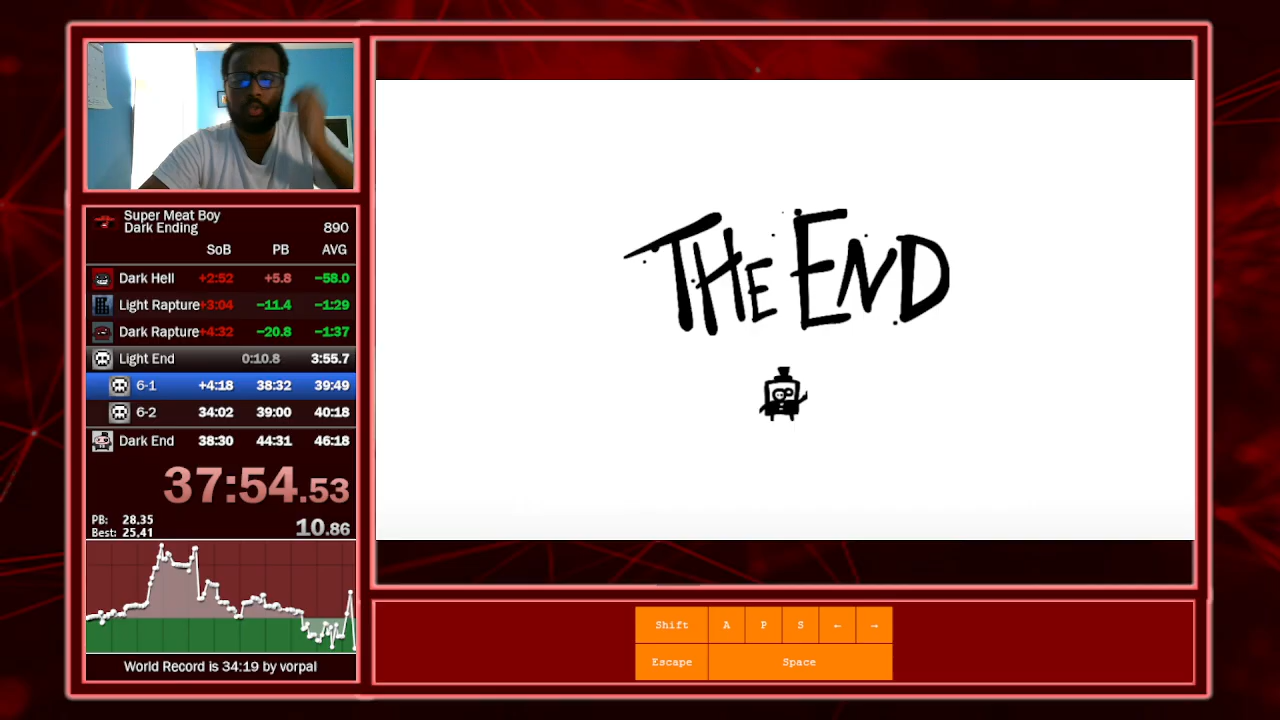 Super Meat Boy
Dark Ending 890
SoB PB AVG
Dark Hell +2:52 +5.8 −58.0
Light Rapture +3:04 −11.4 −1:29
Dark Rapture +4:32 −20.8 −1:37
Light End 0:10.8 3:55.7
6-1 +4:18 38:32 39:49
6-2 34:02 39:00 40:18
Dark End 38:30 44:31 46:18
37:54.53
PB: 28.35
Best: 25.41 10.86
World Record is 34:19 by vorpal
THE END
Shift A P S ← →
Escape Space